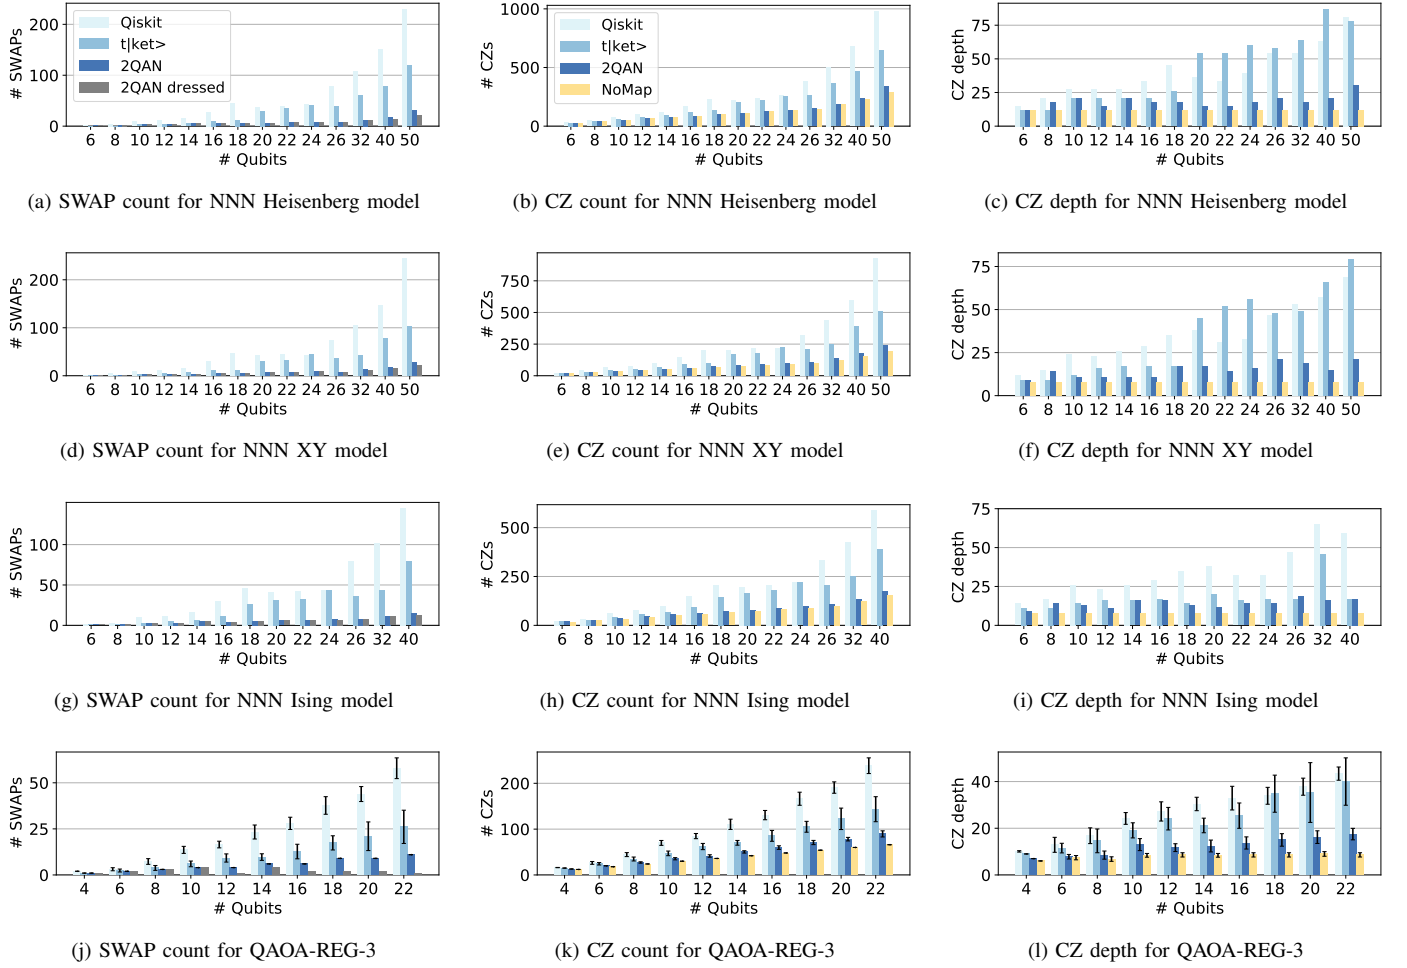 # SWAPs
200
100
0
Qiskit
t|ket>
2QAN
2QAN dressed
6 8 10 12 14 16 18 20 22 24 26 32 40 50
# Qubits
(a) SWAP count for NNN Heisenberg model
# CZs
1000
500
0
Qiskit
t|ket>
2QAN
NoMap
6 8 10 12 14 16 18 20 22 24 26 32 40 50
# Qubits
(b) CZ count for NNN Heisenberg model
CZ depth
75
50
25
0
6 8 10 12 14 16 18 20 22 24 26 32 40 50
# Qubits
(c) CZ depth for NNN Heisenberg model
# SWAPs
200
100
0
6 8 10 12 14 16 18 20 22 24 26 32 40 50
# Qubits
(d) SWAP count for NNN XY model
# CZs
750
500
250
0
6 8 10 12 14 16 18 20 22 24 26 32 40 50
# Qubits
(e) CZ count for NNN XY model
CZ depth
75
50
25
0
6 8 10 12 14 16 18 20 22 24 26 32 40 50
# Qubits
(f) CZ depth for NNN XY model
# SWAPs
100
50
0
6 8 10 12 14 16 18 20 22 24 26 32 40
# Qubits
(g) SWAP count for NNN Ising model
# CZs
500
250
0
6 8 10 12 14 16 18 20 22 24 26 32 40
# Qubits
(h) CZ count for NNN Ising model
CZ depth
75
50
25
0
6 8 10 12 14 16 18 20 22 24 26 32 40
# Qubits
(i) CZ depth for NNN Ising model
# SWAPs
50
25
0
4 6 8 10 12 14 16 18 20 22
# Qubits
(j) SWAP count for QAOA-REG-3
# CZs
200
100
0
4 6 8 10 12 14 16 18 20 22
# Qubits
(k) CZ count for QAOA-REG-3
CZ depth
40
20
0
4 6 8 10 12 14 16 18 20 22
# Qubits
(l) CZ depth for QAOA-REG-3